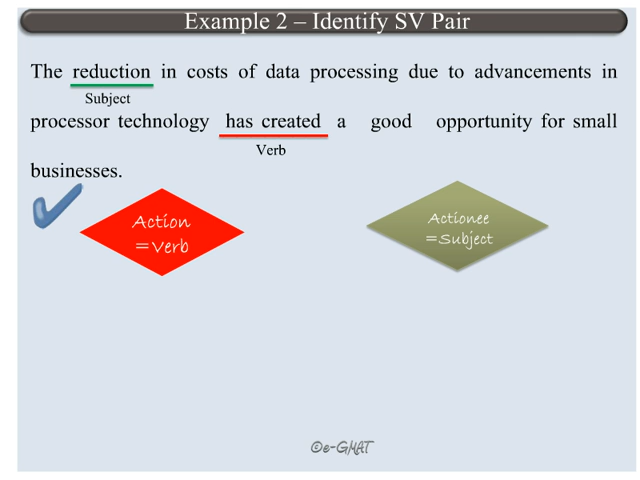 Example 2 – Identify SV Pair
The reduction in costs of data processing due to advancements in
Subject
processor technology has created a good opportunity for small
Verb
businesses.
Action
=Verb
Actionee
=Subject
©e-GMAT